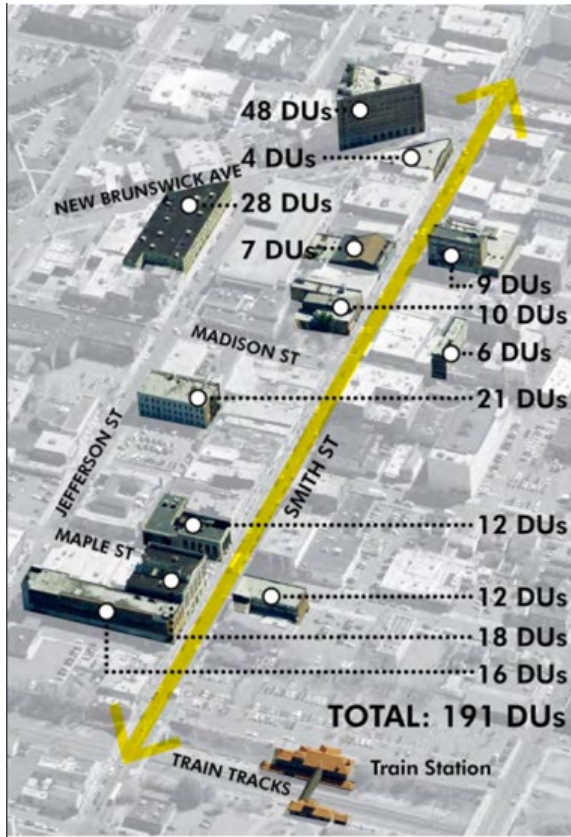 48 DUs
4 DUs
NEW BRUNSWICK AVE
28 DUs
7 DUs
9 DUs
10 DUs
MADISON ST
6 DUs
21 DUs
JEFFERSON ST
SMITH ST
12 DUs
MAPLE ST
12 DUs
18 DUs
16 DUs
TOTAL: 191 DUs
TRAIN TRACKS
Train Station